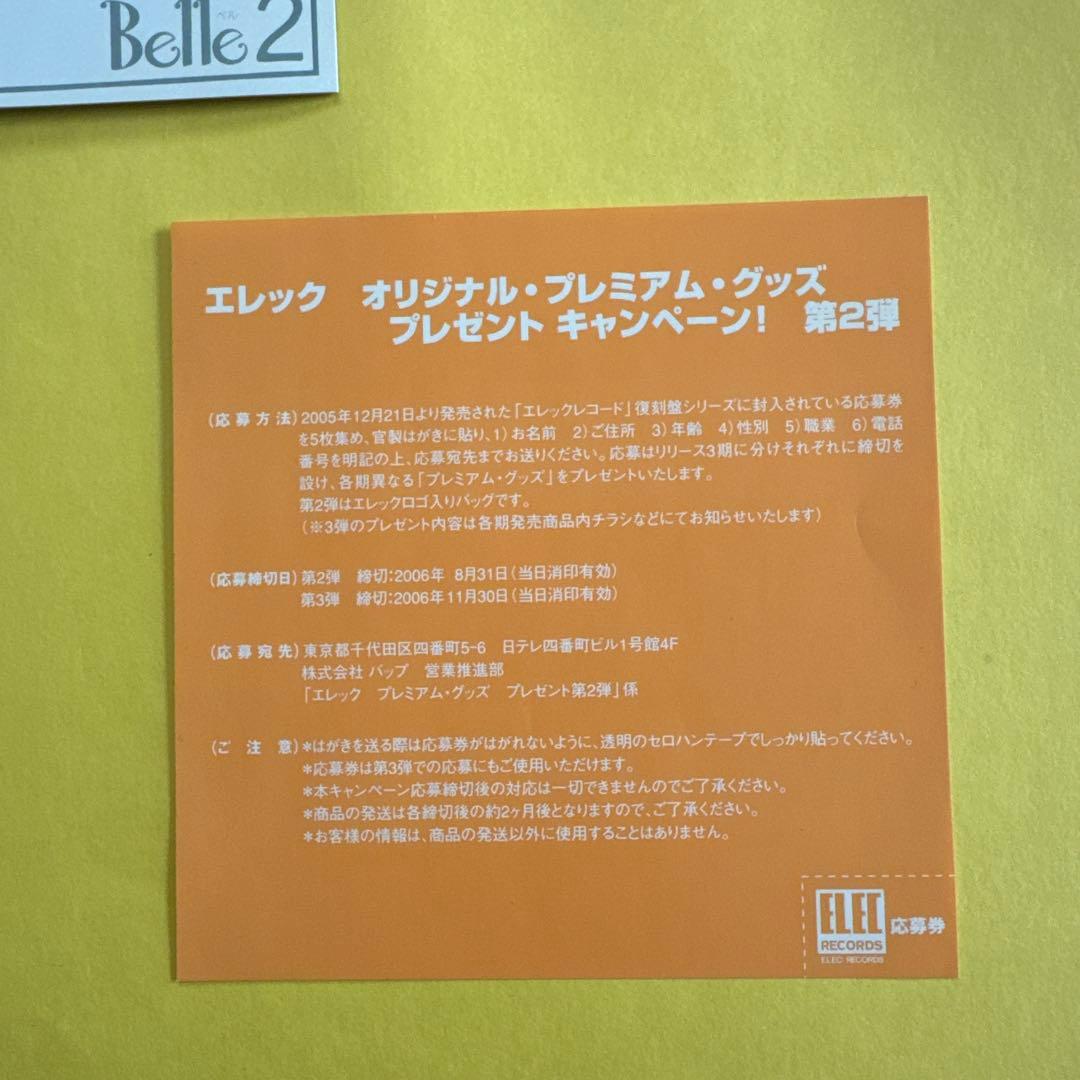 ベル
Belle2
エレック オリジナル・プレミアム・グッズ
プレゼント キャンペーン! 第2弾
(応募方法)2005年12月21日より発売された「エレックレコード」復刻盤シリーズに封入されている応募券
を5枚集め、官製はがきに貼り、1)お名前 2)ご住所 3)年齢 4)性別 5)職業 6)電話
番号を明記の上、応募宛先までお送りください。応募はリリース3期に分けそれぞれに締切を
設け、各期異なる「プレミアム・グッズ」をプレゼントいたします。
第2弾はエレックロゴ入りバッグです。
(※3弾のプレゼント内容は各期発売商品内チラシなどにてお知らせいたします)
(応募締切日)第2弾 締切:2006年 8月31日(当日消印有効)
第3弾 締切:2006年11月30日(当日消印有効)
(応募宛先)東京都千代田区四番町5-6 日テレ四番町ビル1号館4F
株式会社 バップ 営業推進部
「エレック プレミアム・グッズ プレゼント第2弾」係
(ご注意)*はがきを送る際は応募券がはがれないように、透明のセロハンテープでしっかり貼ってください。
*応募券は第3弾での応募にもご使用いただけます。
*本キャンペーン応募締切後の対応は一切できませんのでご了承ください。
*商品の発送は各締切後の約2ヶ月後となりますので、ご了承ください。
*お客様の情報は、商品の発送以外に使用することはありません。
ELEC
RECORDS
ELEC RECORDS
応募券